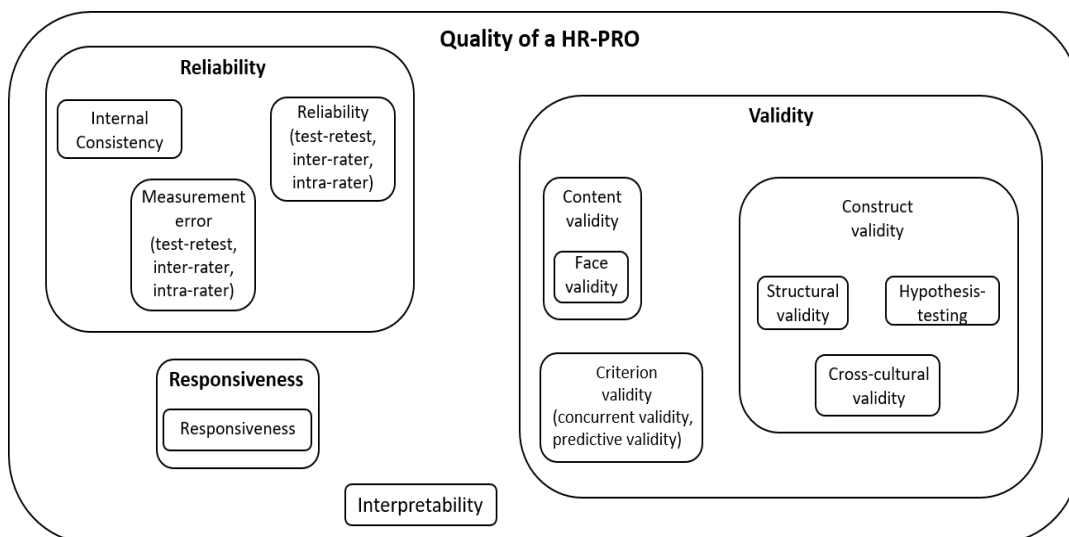 Quality of a HR-PRO
Reliability
Internal
Consistency
Reliability
(test-retest,
inter-rater,
intra-rater)
Measurement
error
(test-retest,
inter-rater,
intra-rater)
Responsiveness
Responsiveness
Interpretability
Validity
Content
validity
Face
validity
Criterion
validity
(concurrent validity,
predictive validity)
Construct
validity
Structural
validity
Hypothesis-
testing
Cross-cultural
validity